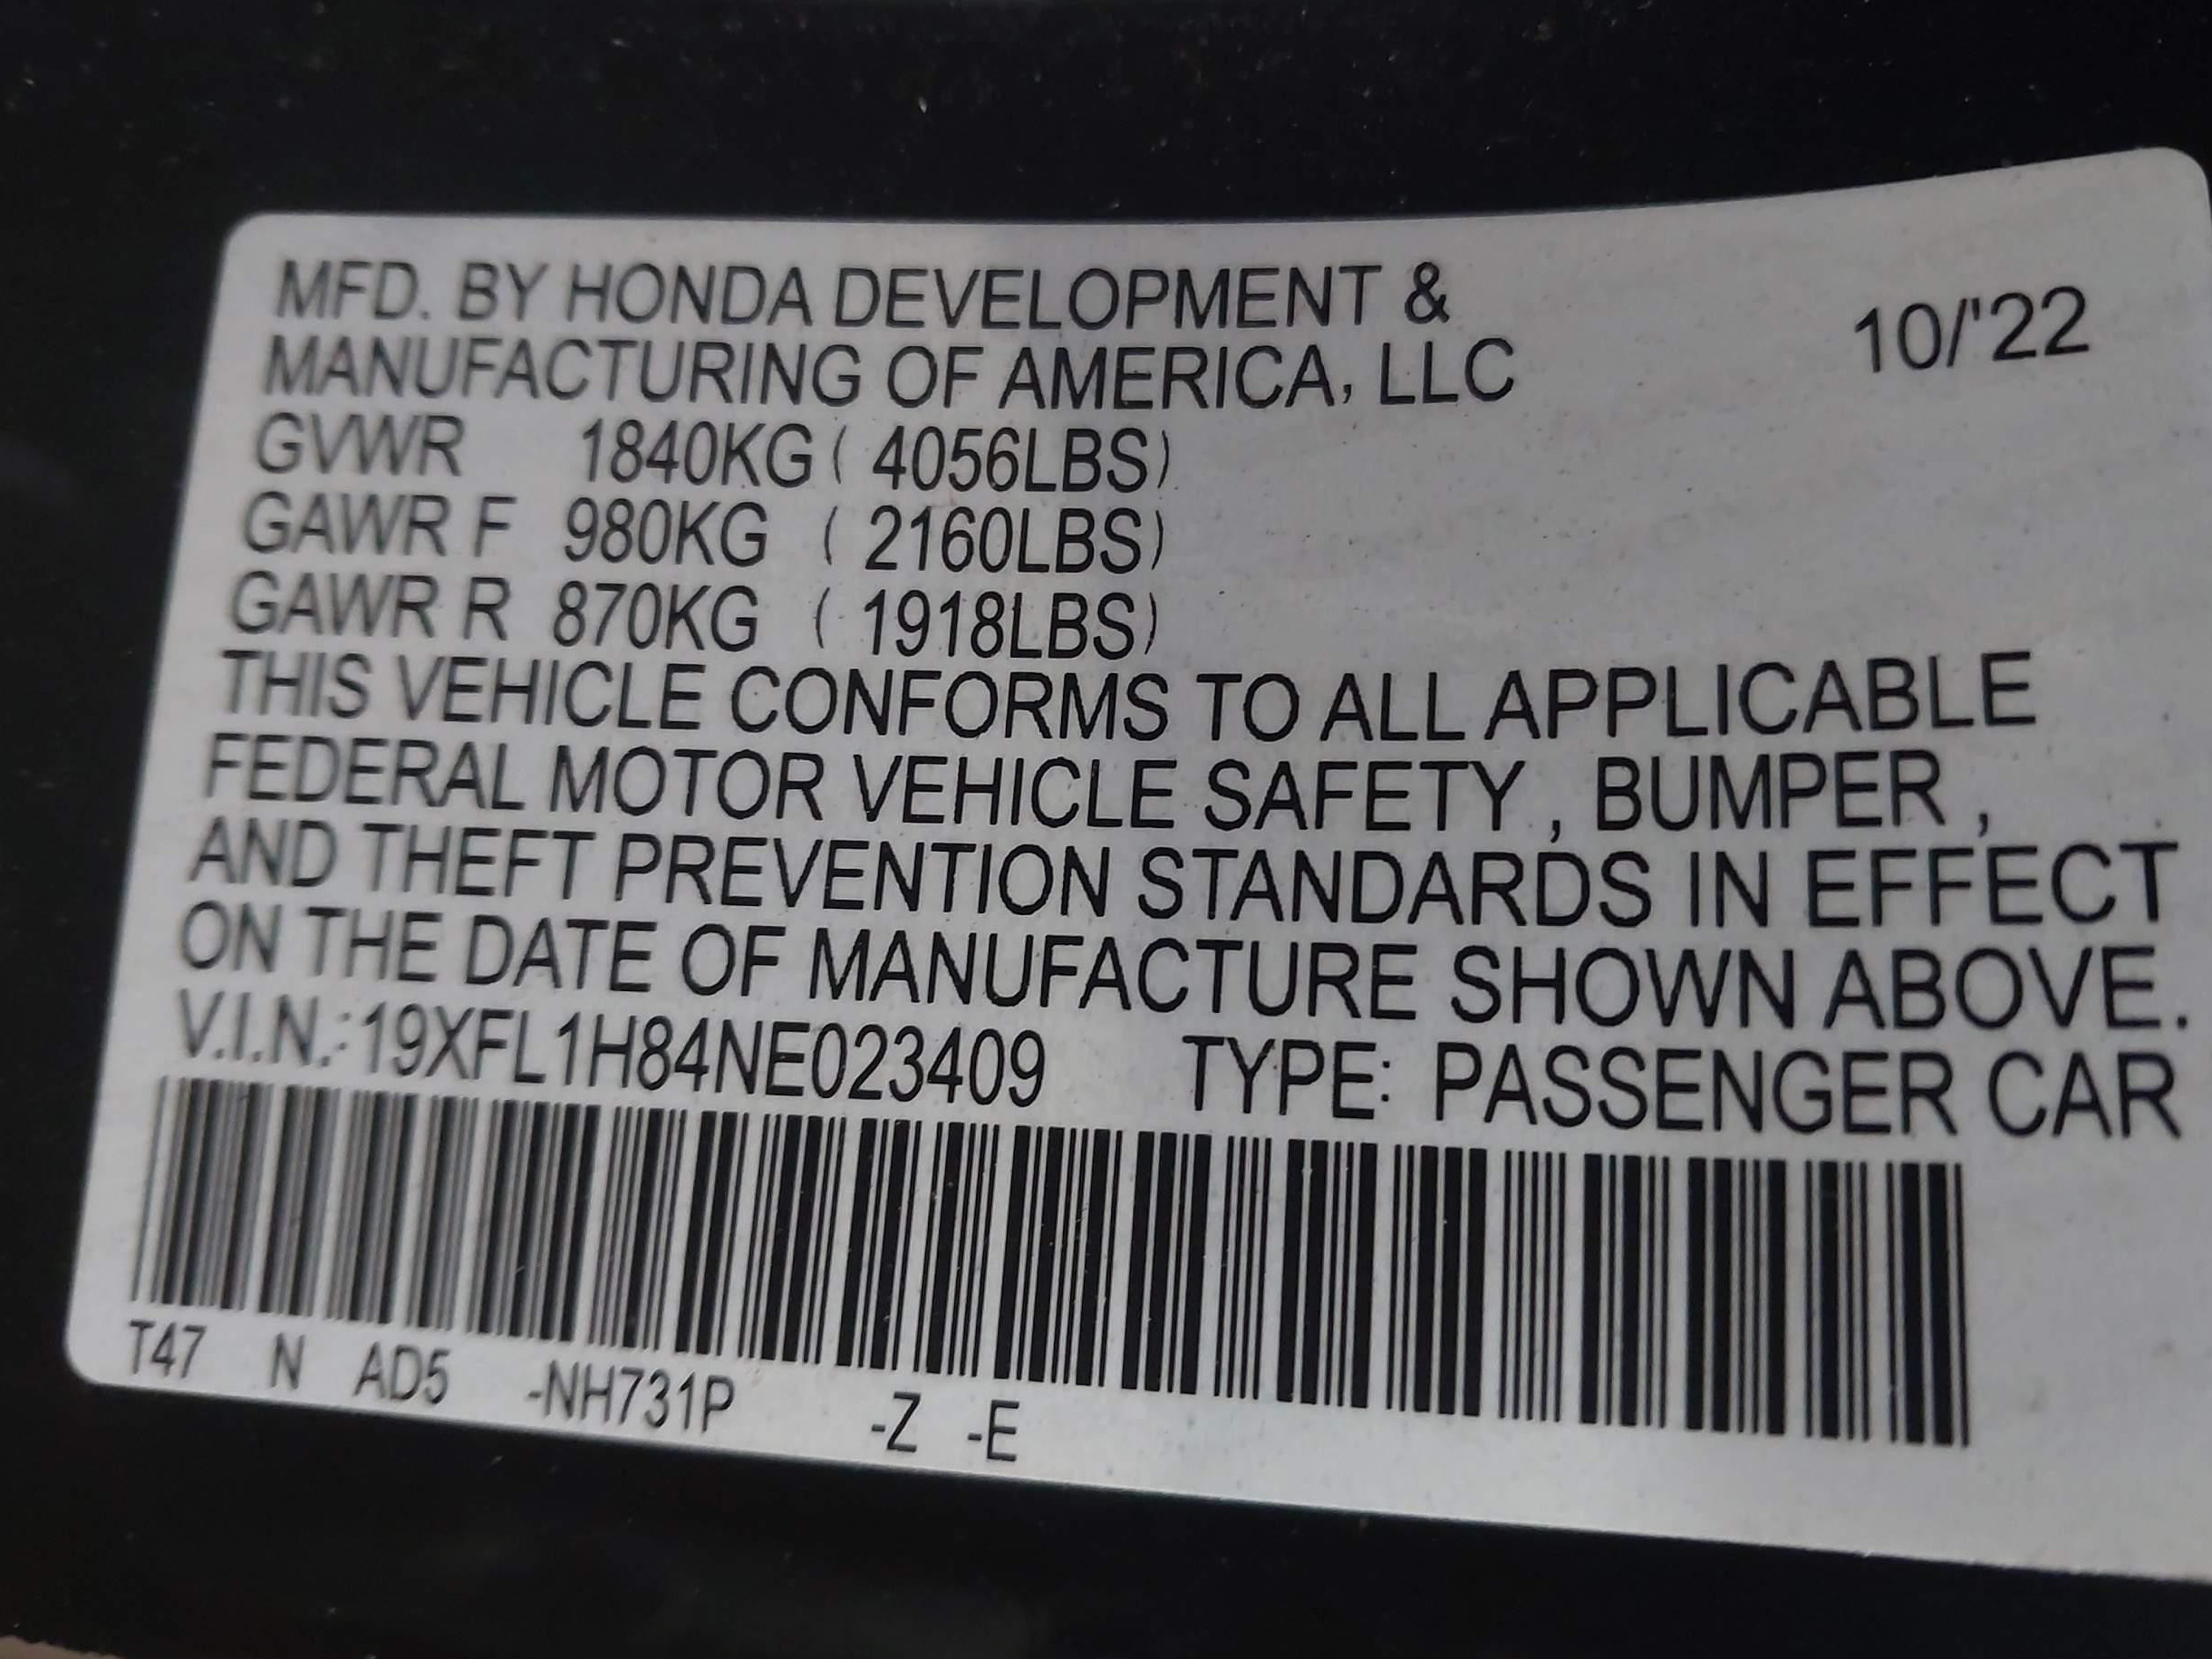 MFD. BY HONDA DEVELOPMENT &
MANUFACTURING OF AMERICA, LLC
10/'22
GVWR 1840KG ( 4056LBS)
GAWR F 980KG ( 2160LBS)
GAWR R 870KG ( 1918LBS)
THIS VEHICLE CONFORMS TO ALL APPLICABLE
FEDERAL MOTOR VEHICLE SAFETY , BUMPER ,
AND THEFT PREVENTION STANDARDS IN EFFECT
ON THE DATE OF MANUFACTURE SHOWN ABOVE.
V.I.N.:19XFL1H84NE023409 TYPE: PASSENGER CAR
T47 N AD5 -NH731P -Z -E